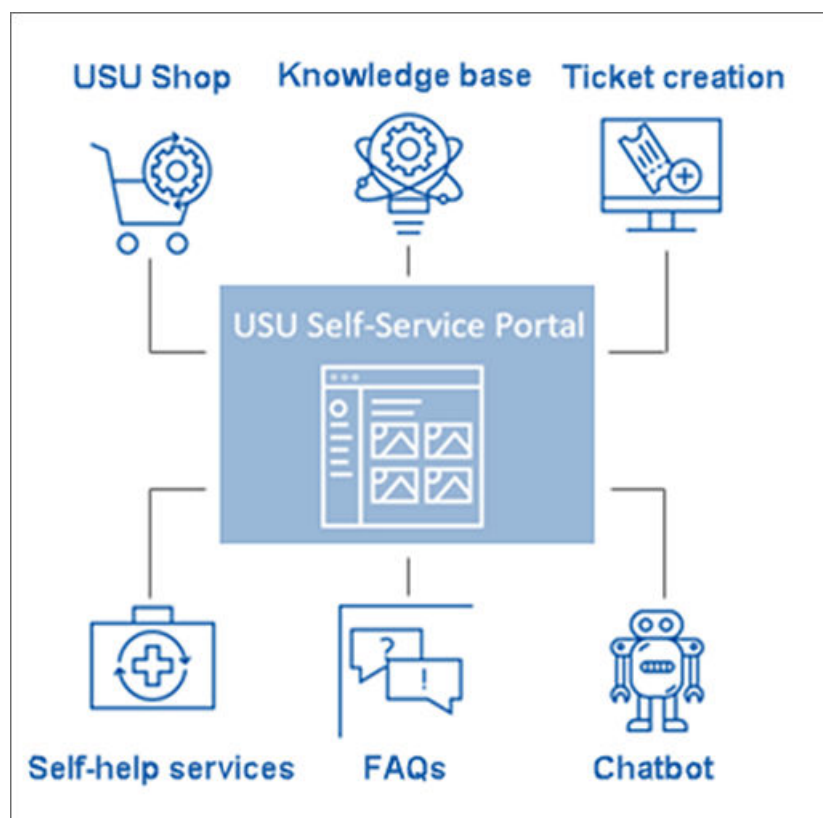 USU Shop
Knowledge base
Ticket creation
USU Self-Service Portal
?
!
Self-help services
FAQs
Chatbot